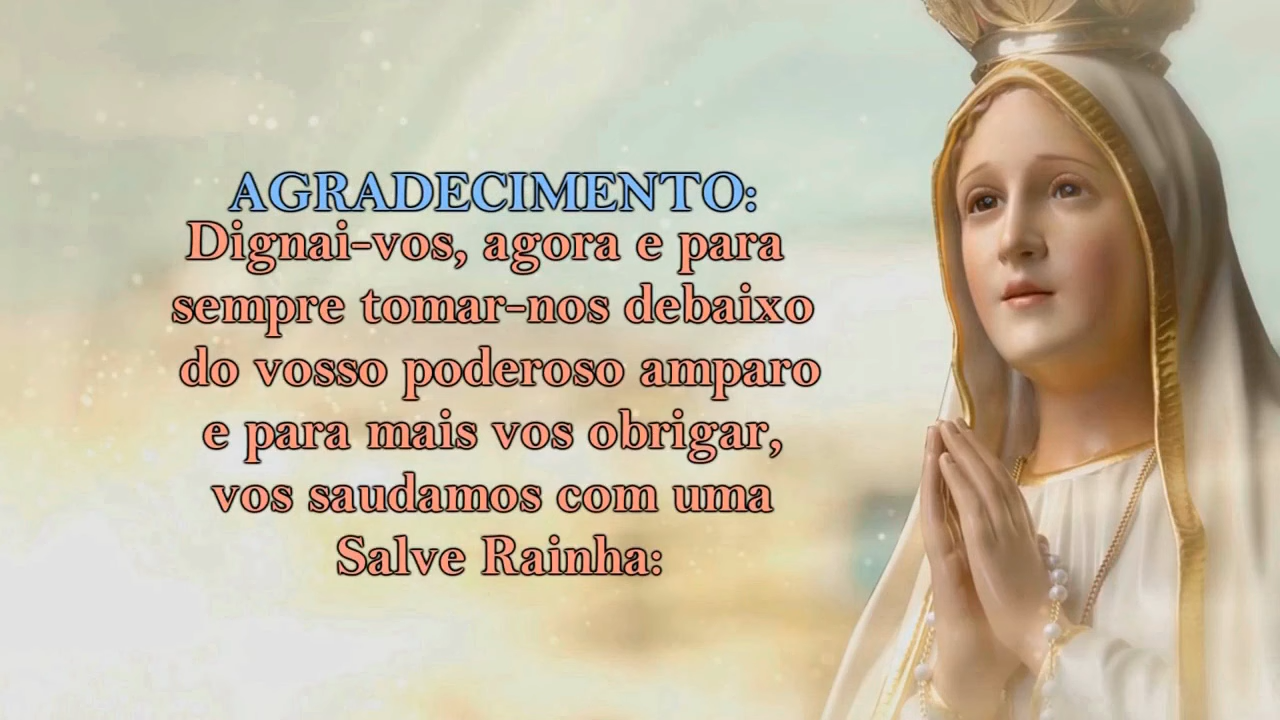 AGRADECIMENTO:
Dignai-vos, agora e para
sempre tomar-nos debaixo
do vosso poderoso amparo
e para mais vos obrigar,
vos saudamos com uma
Salve Rainha: